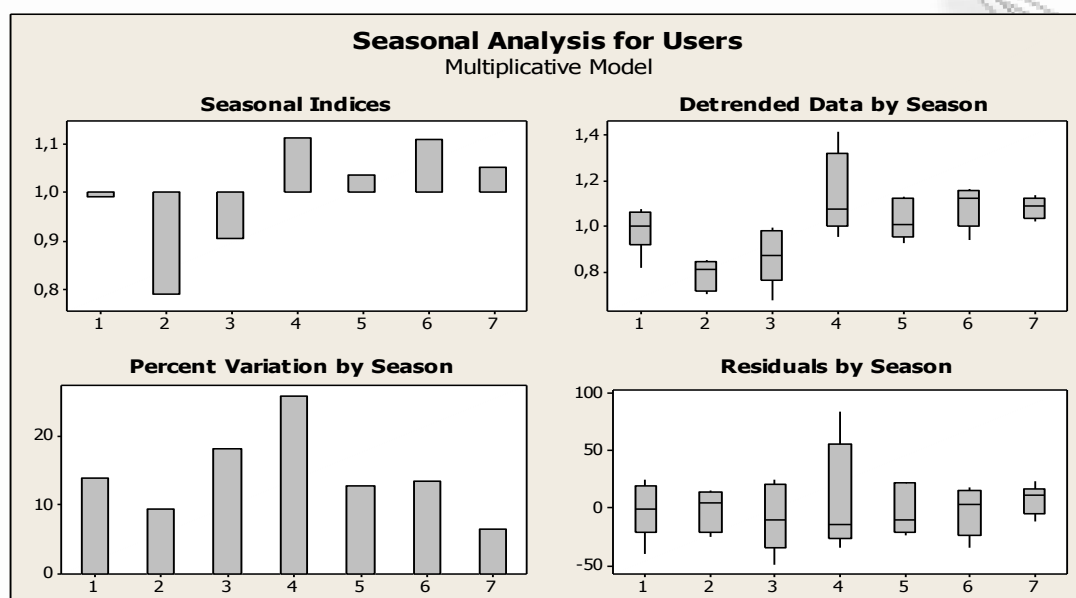 Seasonal Analysis for Users
Multiplicative Model
Seasonal Indices
1,1
1,0
0,9
0,8
1 2 3 4 5 6 7
Detrended Data by Season
1,4
1,2
1,0
0,8
1 2 3 4 5 6 7
Percent Variation by Season
20
10
0
1 2 3 4 5 6 7
Residuals by Season
100
50
0
-50
1 2 3 4 5 6 7